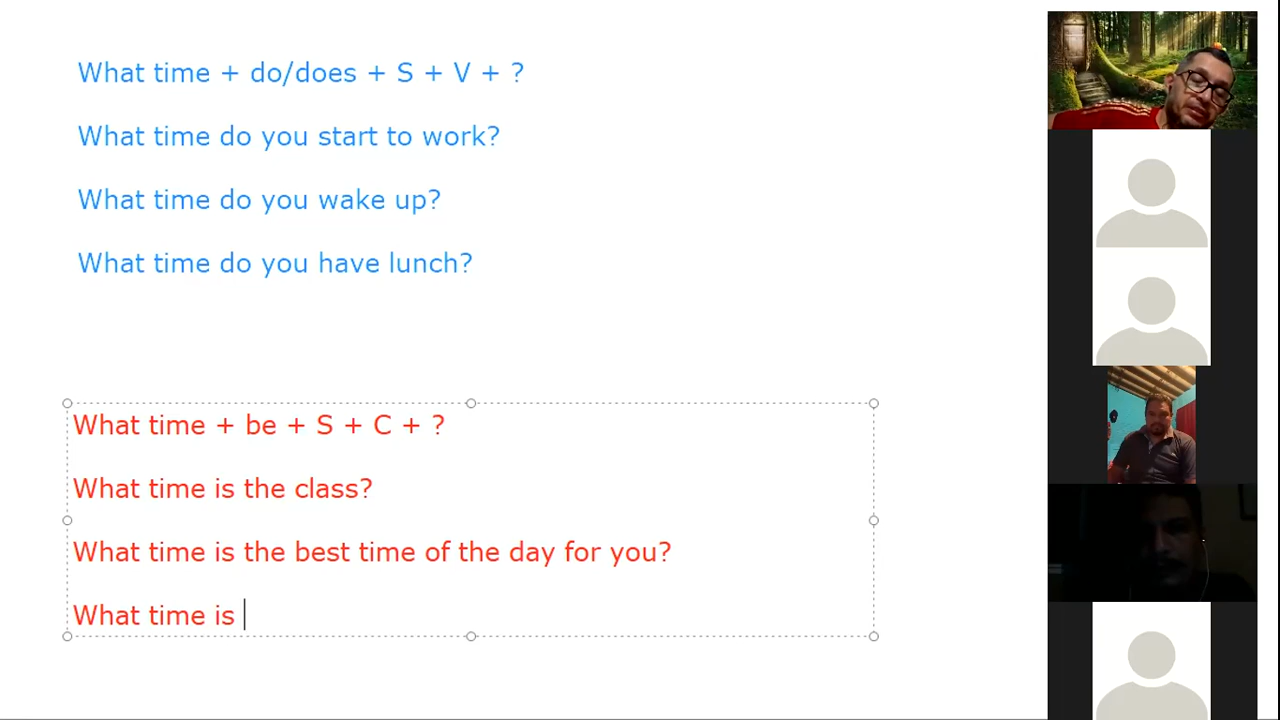 What time + do/does + S + V + ?
What time do you start to work?
What time do you wake up?
What time do you have lunch?
What time + be + S + C + ?
What time is the class?
What time is the best time of the day for you?
What time is